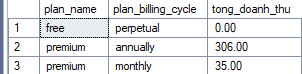 plan_name plan_billing_cycle tong_doanh_thu
1 free perpetual 0.00
2 premium annually 306.00
3 premium monthly 35.00